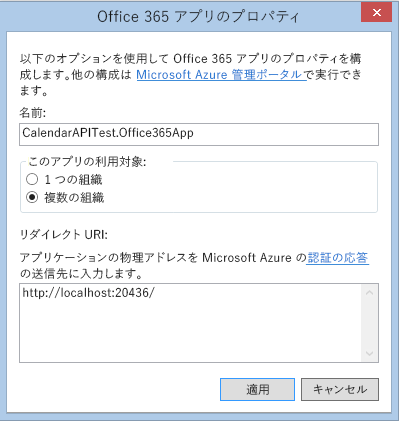 Office 365 アプリのプロパティ
以下のオプションを使用して Office 365 アプリのプロパティを構
成します。他の構成は Microsoft Azure 管理ポータルで実行でき
ます。
名前:
CalendarAPITest.Office365App
このアプリの利用対象:
1 つの組織
複数の組織
リダイレクト URI:
アプリケーションの物理アドレスを Microsoft Azure の認証の応答
の送信先に入力します。
http://localhost:20436/
適用
キャンセル